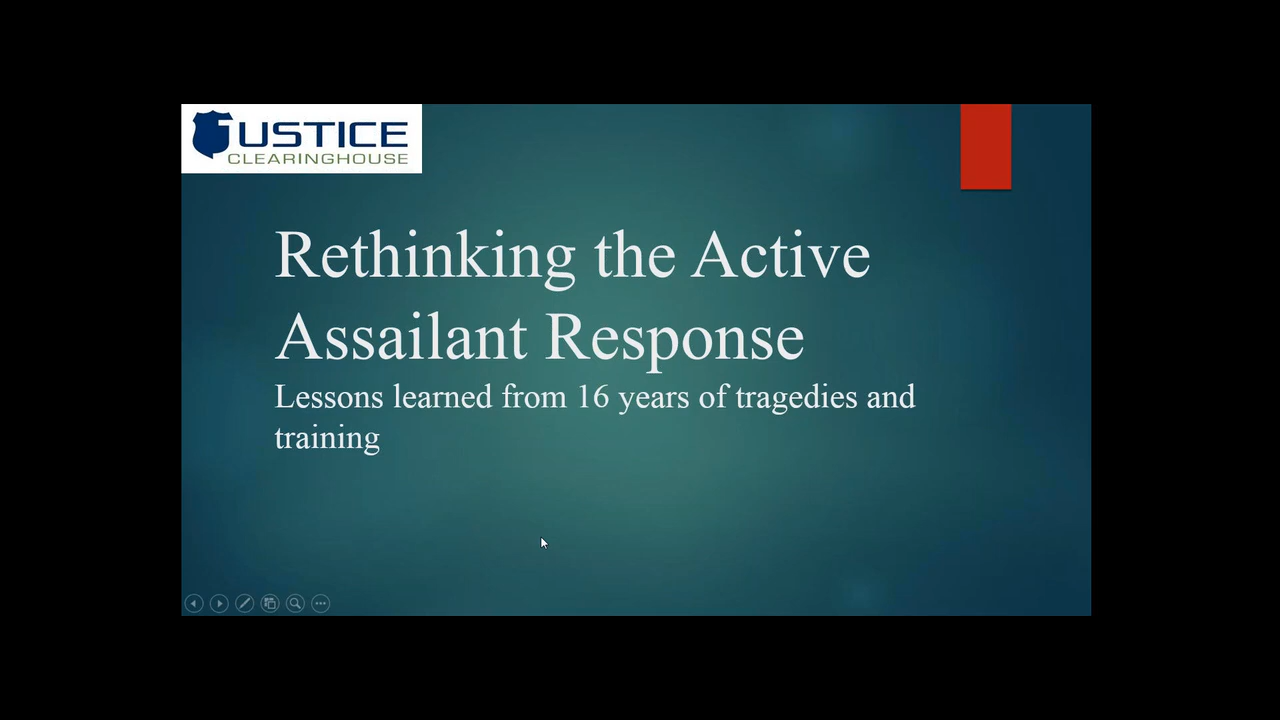 JUSTICE
CLEARINGHOUSE
Rethinking the Active
Assailant Response
Lessons learned from 16 years of tragedies and
training